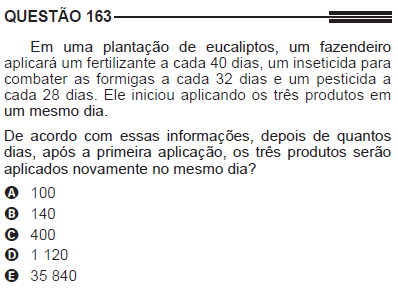 QUESTÃO 163
Em uma plantação de eucaliptos, um fazendeiro
aplicará um fertilizante a cada 40 dias, um inseticida para
combater as formigas a cada 32 dias e um pesticida a
cada 28 dias. Ele iniciou aplicando os três produtos em
um mesmo dia.
De acordo com essas informações, depois de quantos
dias, após a primeira aplicação, os três produtos serão
aplicados novamente no mesmo dia?
A 100
B 140
C 400
D 1 120
E 35 840